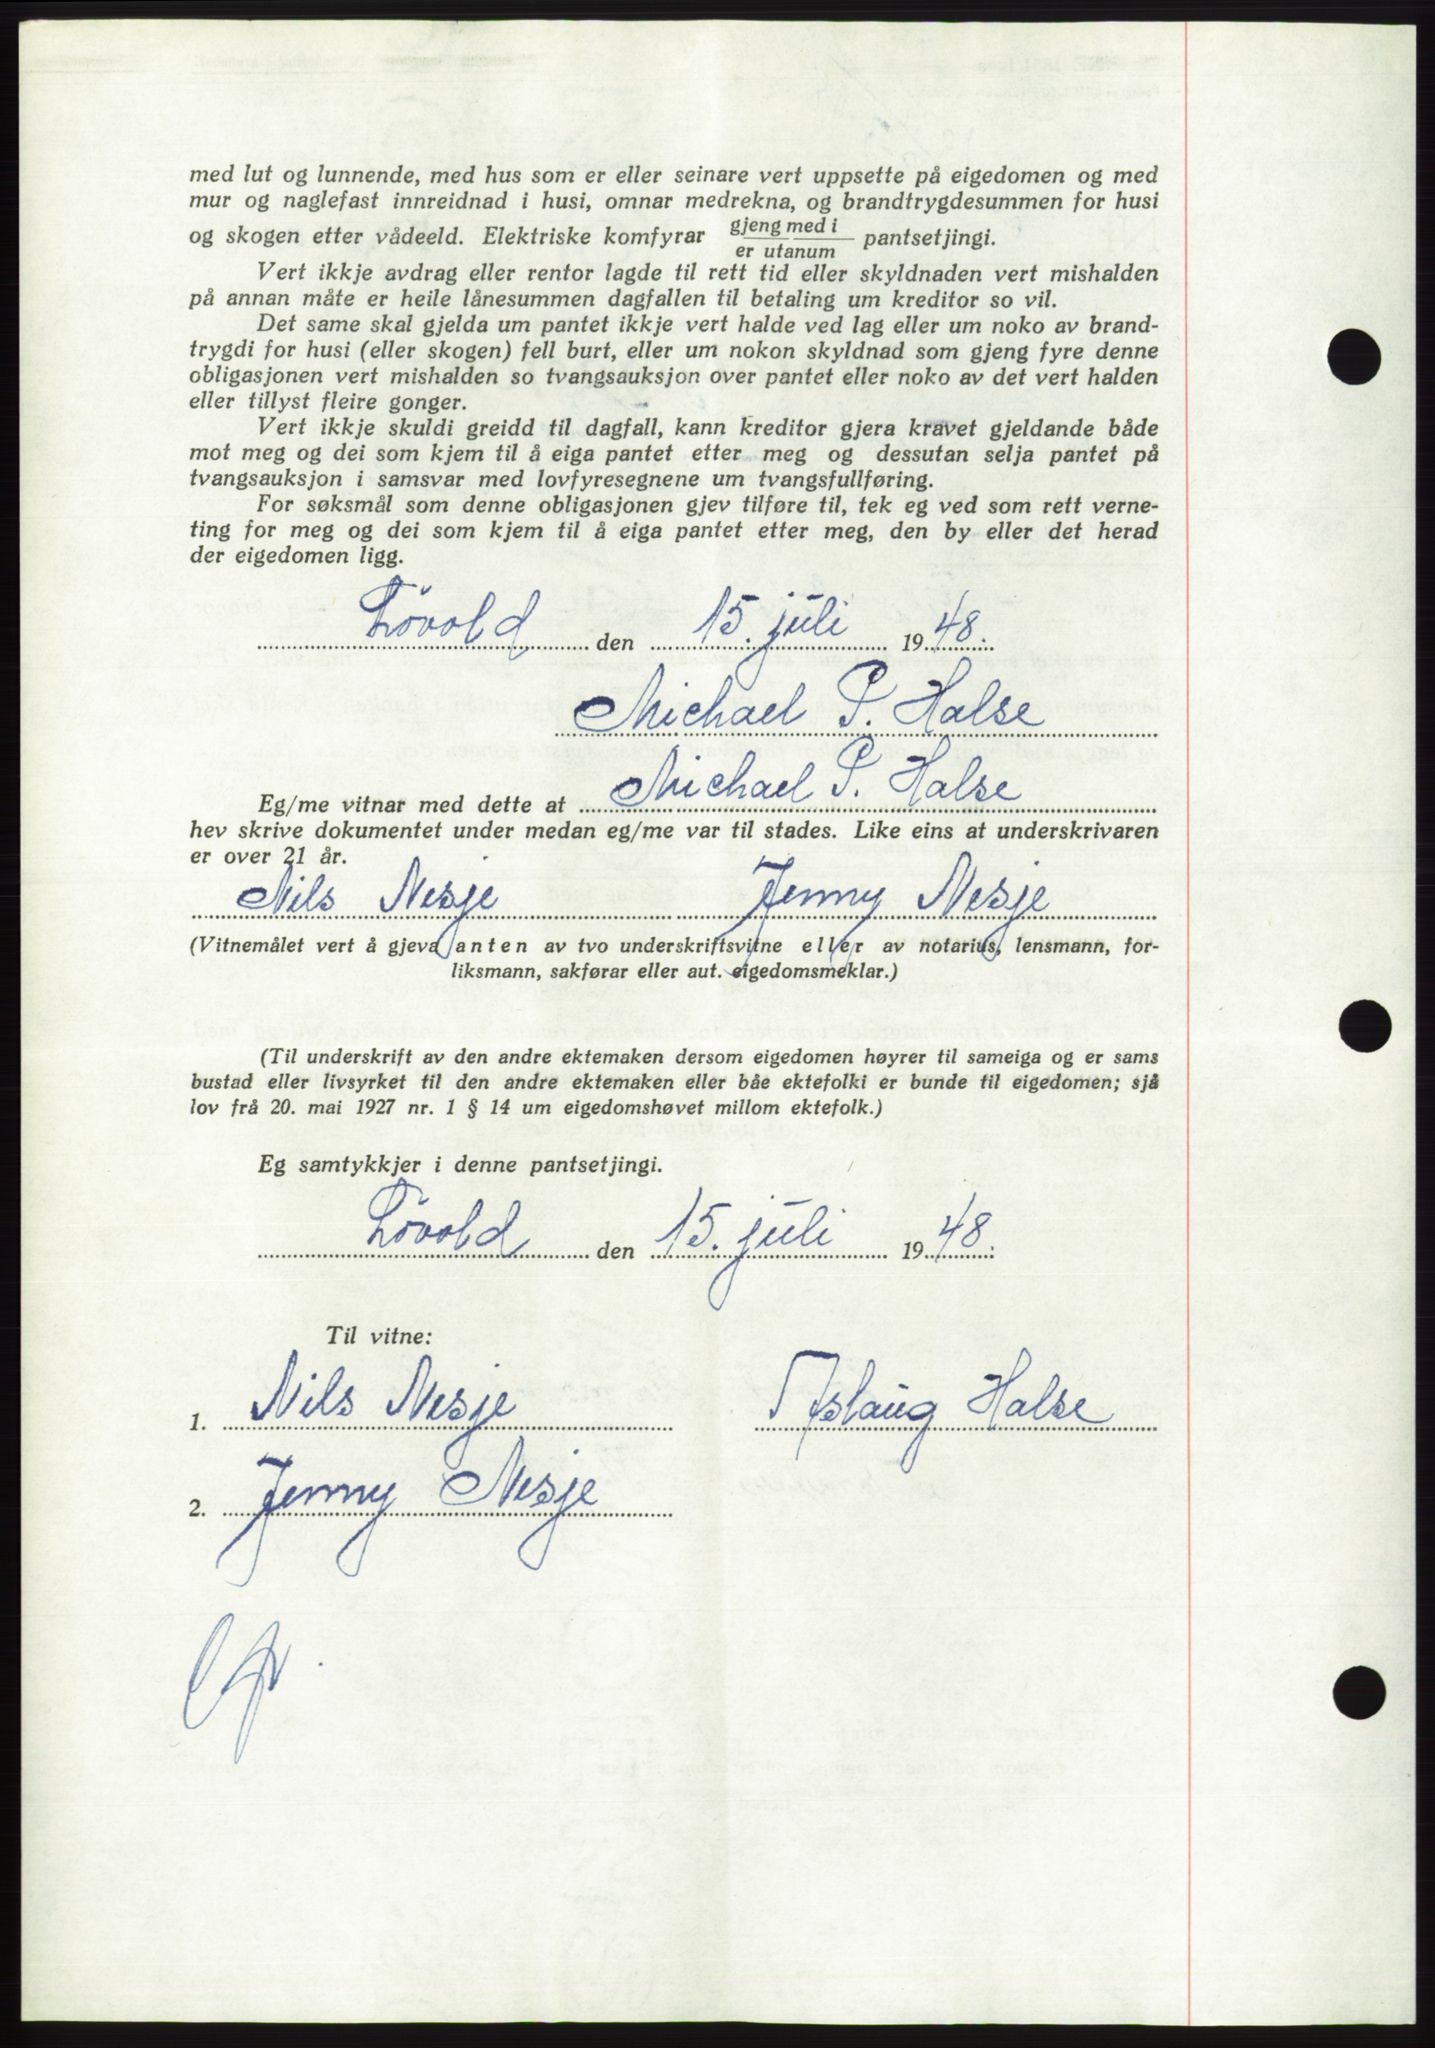 med lut og lunnende, med hus som er eller seinare vert uppsette på eigedomen og med
mur og naglefast innreidnad i husi, omnar medrekna, og brandtrygdesummen for husi
og skogen etter vådeeld. Elektriske komfyrar gjeng med i / er utanum pantsetjingi.
Vert ikkje avdrag eller rentor lagde til rett tid eller skyldnaden vert mishalden
på annan måte er heile lånesummen dagfallen til betaling um kreditor so vil.
Det same skal gjelda um pantet ikkje vert halde ved lag eller um noko av brand-
trygdi for husi (eller skogen) fell burt, eller um nokon skyldnad som gjeng fyre denne
obligasjonen vert mishalden so tvangsauksjon over pantet eller noko av det vert halden
eller tillyst fleire gonger.
Vert ikkje skuldi greidd til dagfall, kann kreditor gjera kravet gjeldande både
mot meg og dei som kjem til å eiga pantet etter meg og dessutan selja pantet på
tvangsauksjon i samsvar med lovfyresegnene um tvangsfullføring.
For søksmål som denne obligasjonen gjev tilføre til, tek eg ved som rett verne-
ting for meg og dei som kjem til å eiga pantet etter meg, den by eller det herad
der eigedomen ligg.
Lövold den 15. juli 1948.
Michael P. Halse
Eg/me vitnar med dette at Michael P. Halse
hev skrive dokumentet under medan eg/me var til stades. Like eins at underskrivaren
er over 21 år.
Nils Nesje Jenny Nesje
(Vitnemålet vert å gjeva anten av tvo underskriftsvitne eller av notarius, lensmann, for-
liksmann, sakførar eller aut. eigedomsmeklar.)
(Til underskrift av den andre ektemaken dersom eigedomen høyrer til sameiga og er sams
bustad eller livsyrket til den andre ektemaken eller båe ektefolki er bunde til eigedomen; sjå
lov frå 20. mai 1927 nr. 1 § 14 um eigedomshøvet millom ektefolk.)
Eg samtykkjer i denne pantsetjingi.
Lövold den 15. juli 1948.
Til vitne:
1. Nils Nesje Aslaug Halse
2. Jenny Nesje